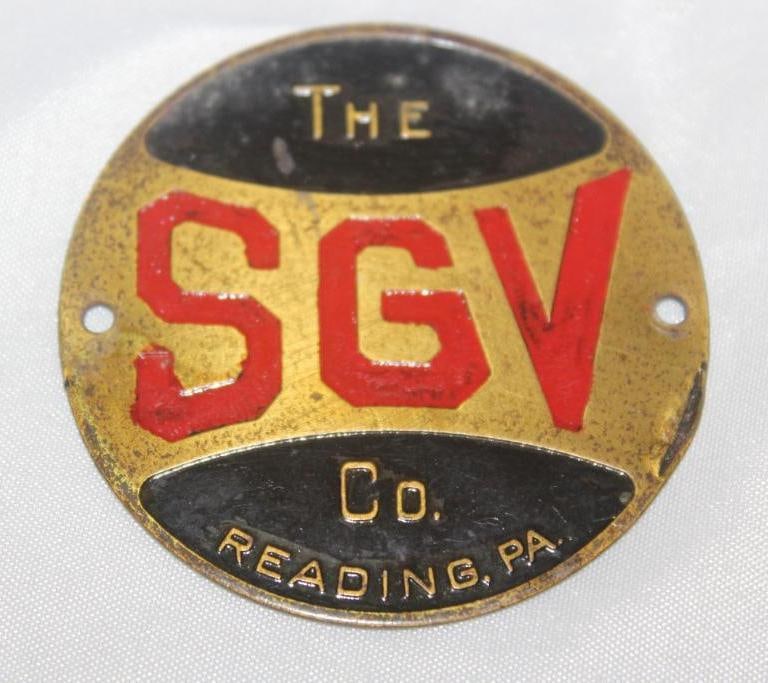 THE
SGV
Co.
READING, PA.